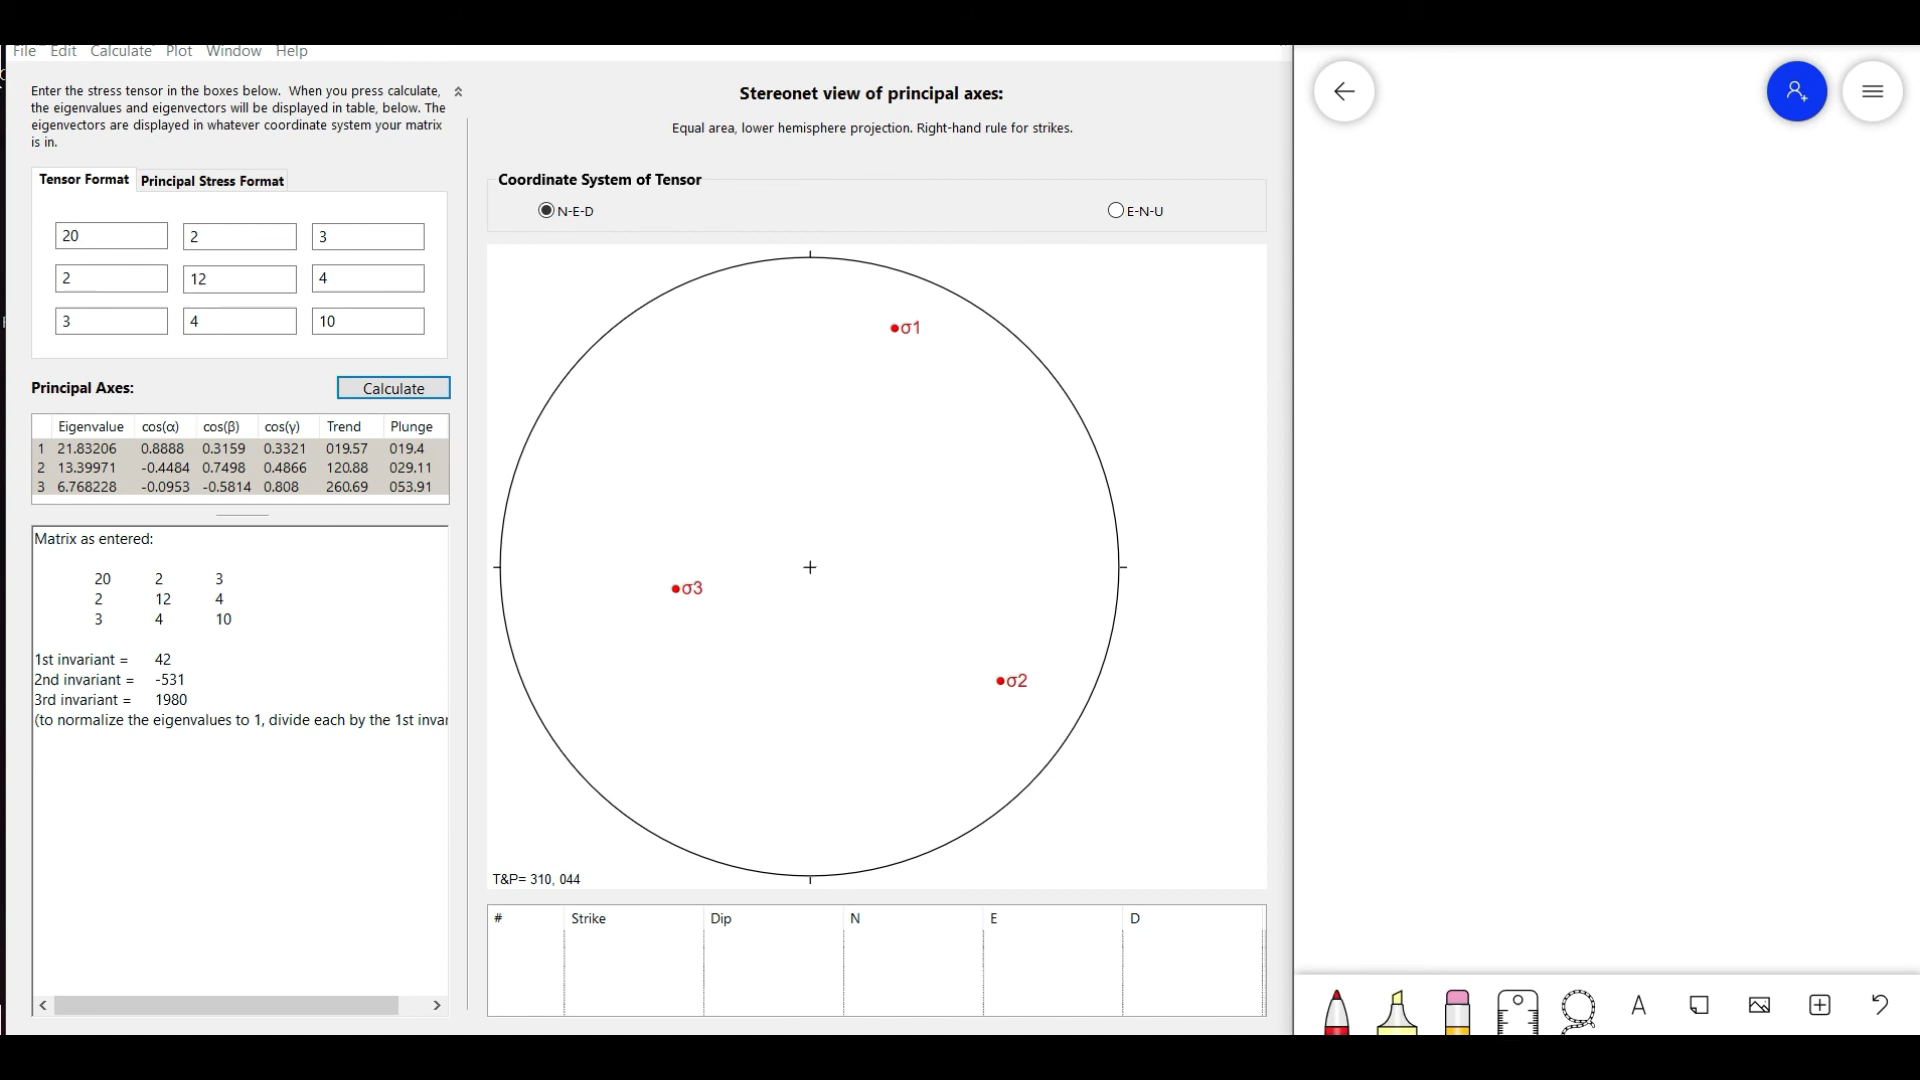 File Edit Calculate Plot Window Help
Enter the stress tensor in the boxes below. When you press calculate,
the eigenvalues and eigenvectors will be displayed in table, below. The
eigenvectors are displayed in whatever coordinate system your matrix
is in.
Tensor Format Principal Stress Format
20 2 3
2 12 4
3 4 10
Principal Axes: Calculate
Eigenvalue cos(α) cos(β) cos(γ) Trend Plunge
1 21.83206 0.8888 0.3159 0.3321 019.57 019.4
2 13.39971 -0.4484 0.7498 0.4866 120.88 029.11
3 6.768228 -0.0953 -0.5814 0.808 260.69 053.91
Matrix as entered:
20 2 3
2 12 4
3 4 10
1st invariant = 42
2nd invariant = -531
3rd invariant = 1980
(to normalize the eigenvalues to 1, divide each by the 1st invar
Stereonet view of principal axes:
Equal area, lower hemisphere projection. Right-hand rule for strikes.
Coordinate System of Tensor
N-E-D E-N-U
σ1
σ3
σ2
T&P= 310, 044
# Strike Dip N E D
A